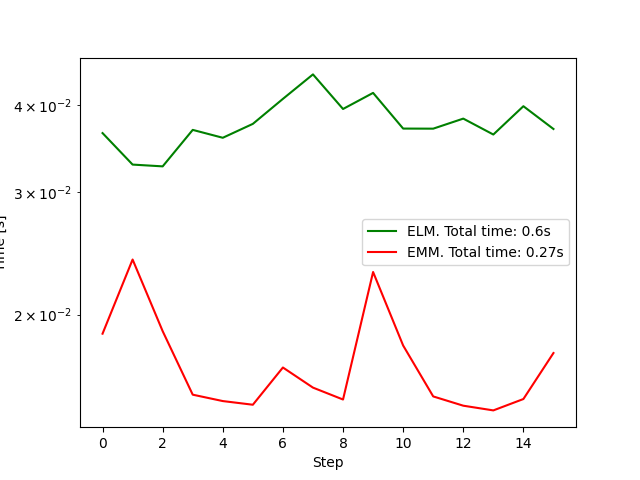 4 × 10⁻²
3 × 10⁻²
2 × 10⁻²
Time [s]
ELM. Total time: 0.6s
EMM. Total time: 0.27s
0 2 4 6 8 10 12 14
Step